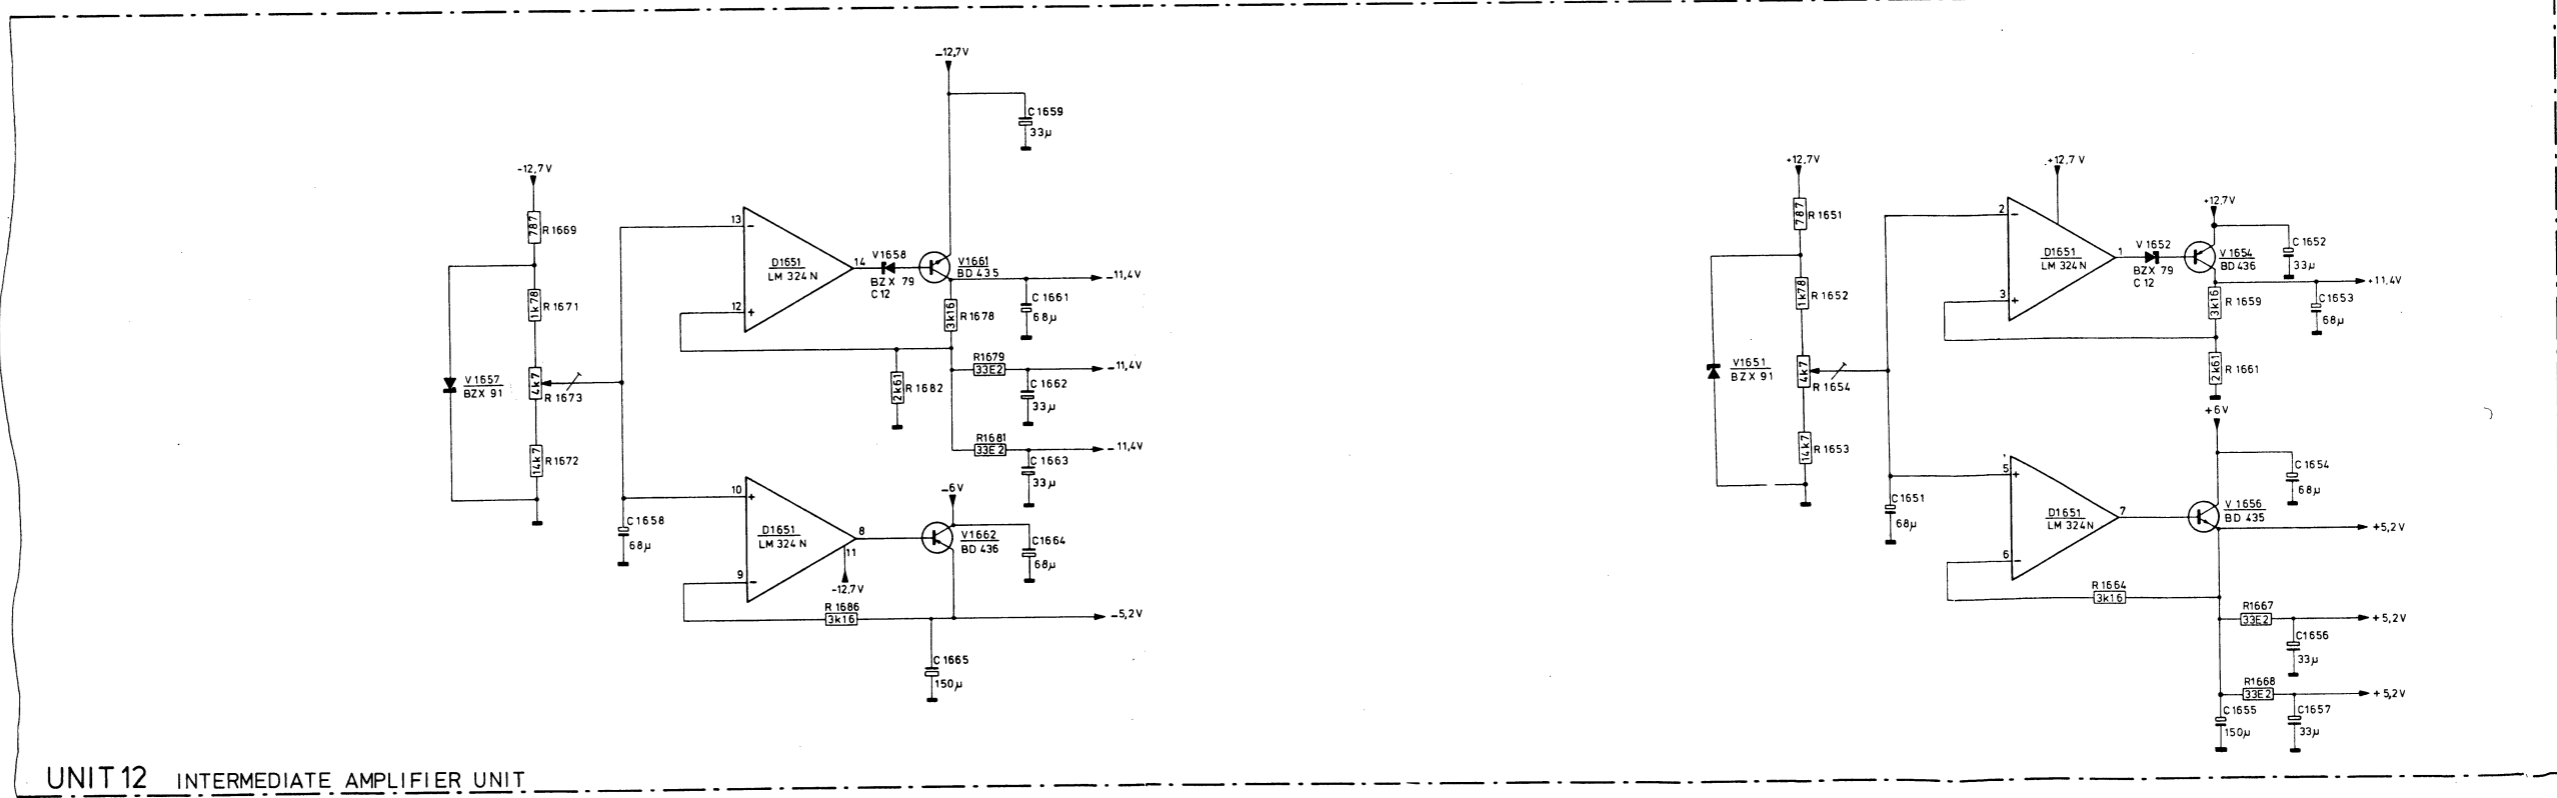 -12,7V
C1659
33µ
-12,7V
787
R1669
1k78
R1671
V1657
BZX 91
4k7
R1673
14k7
R1672
13
-
D1651
LM 324 N
12
+
14
V1658
BZX 79
C12
V1661
BD 435
-11,4V
3k16
R1678
C1661
68µ
R1679
33E2
-11,4V
C1662
33µ
2k61
R1682
R1681
33E2
-11,4V
C1663
33µ
C1658
68µ
10
+
D1651
LM 324 N
9
-
8
11
-12,7V
-6V
V1662
BD 436
C1664
68µ
R1686
3k16
-5,2V
C1665
150µ
+12,7V
787
R1651
1k78
R1652
V1651
BZX 91
4k7
R1654
14k7
R1653
C1651
68µ
+12,7V
2
-
D1651
LM 324N
3
+
1
V1652
BZX 79
C12
+12,7V
V1654
BD 436
C1652
33µ
+11,4V
3k16
R1659
C1653
68µ
2k61
R1661
+6V
C1654
68µ
5
+
D1651
LM 324 N
6
-
7
V1656
BD 435
+5,2V
R1664
3k16
R1667
33E2
+5,2V
C1656
33µ
R1668
33E2
+5,2V
C1655
150µ
C1657
33µ
UNIT 12 INTERMEDIATE AMPLIFIER UNIT